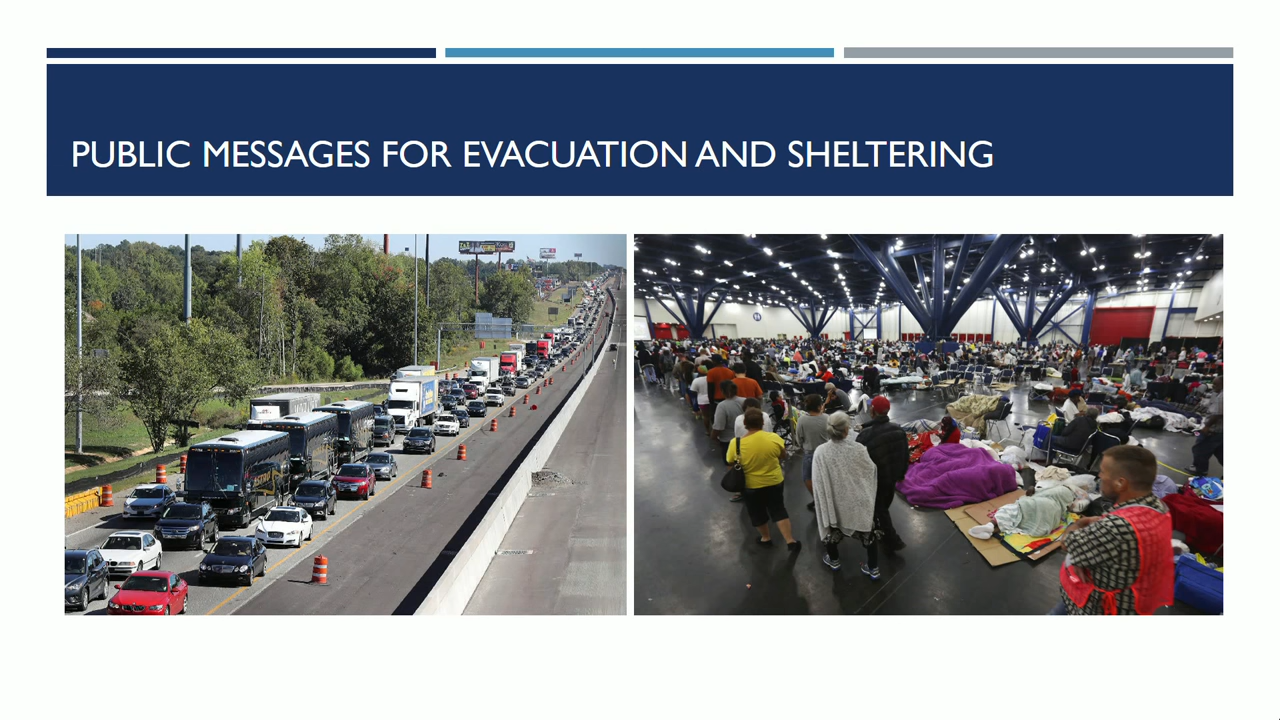 PUBLIC MESSAGES FOR EVACUATION AND SHELTERING